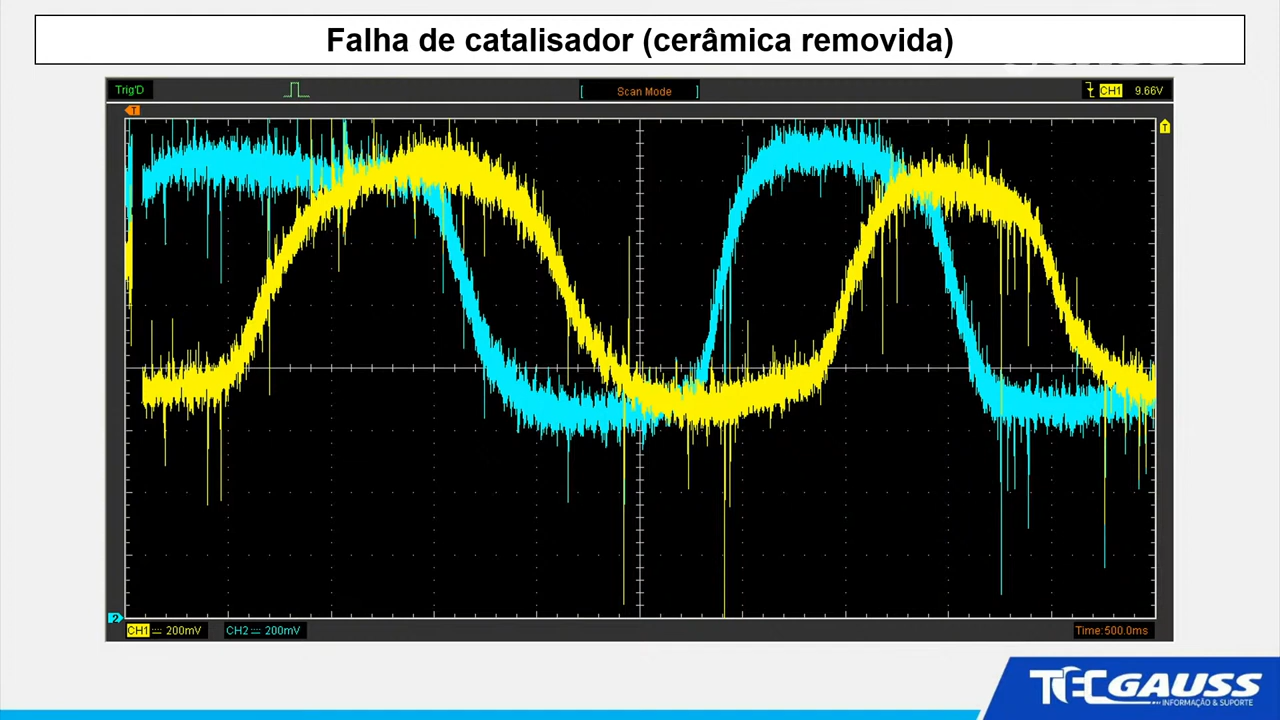 Falha de catalisador (cerâmica removida)
Trig'D
Scan Mode
CH1 9.66V
T
T
2
CH1 200mV
CH2 200mV
Time:500.0ms
TECGAUSS
INFORMAÇÃO & SUPORTE